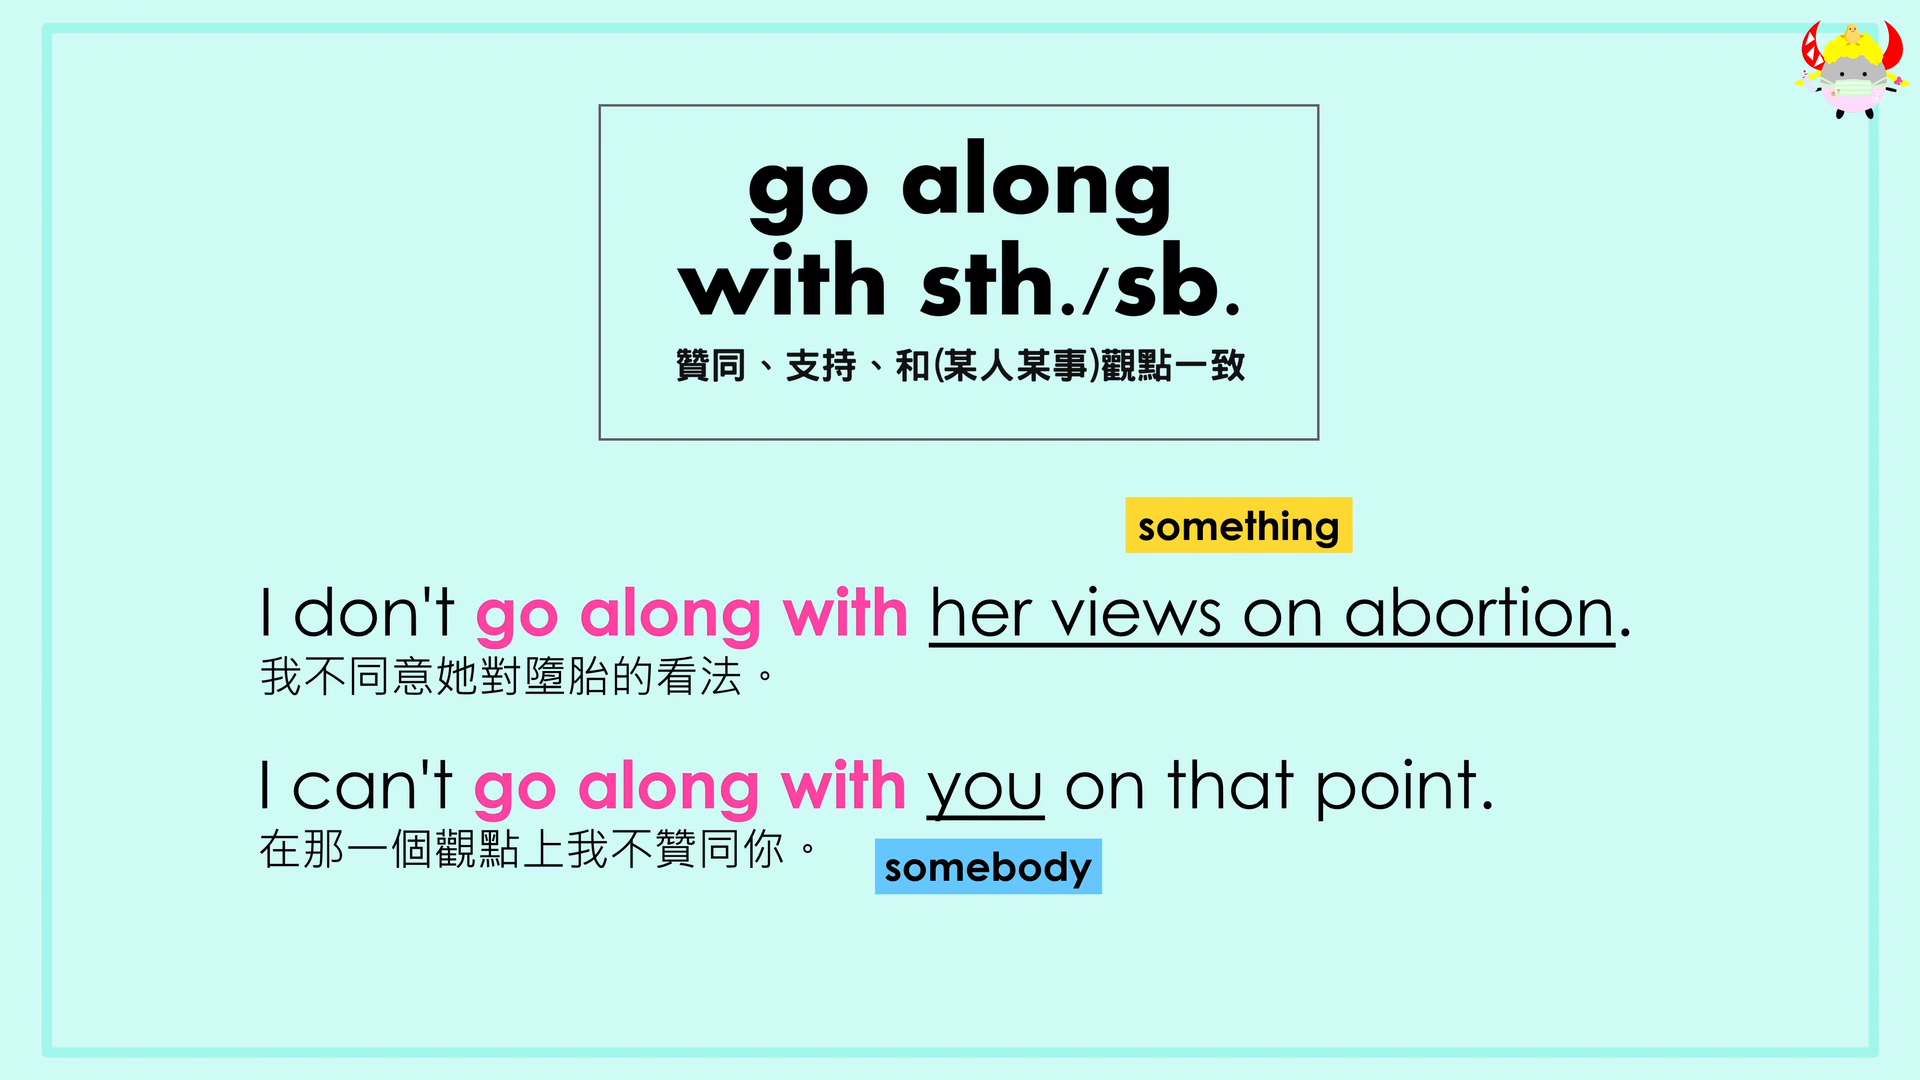 go along
with sth./sb.
贊同、支持、和(某人某事)觀點一致
something
I don't go along with her views on abortion.
我不同意她對墮胎的看法。
I can't go along with you on that point.
在那一個觀點上我不贊同你。
somebody